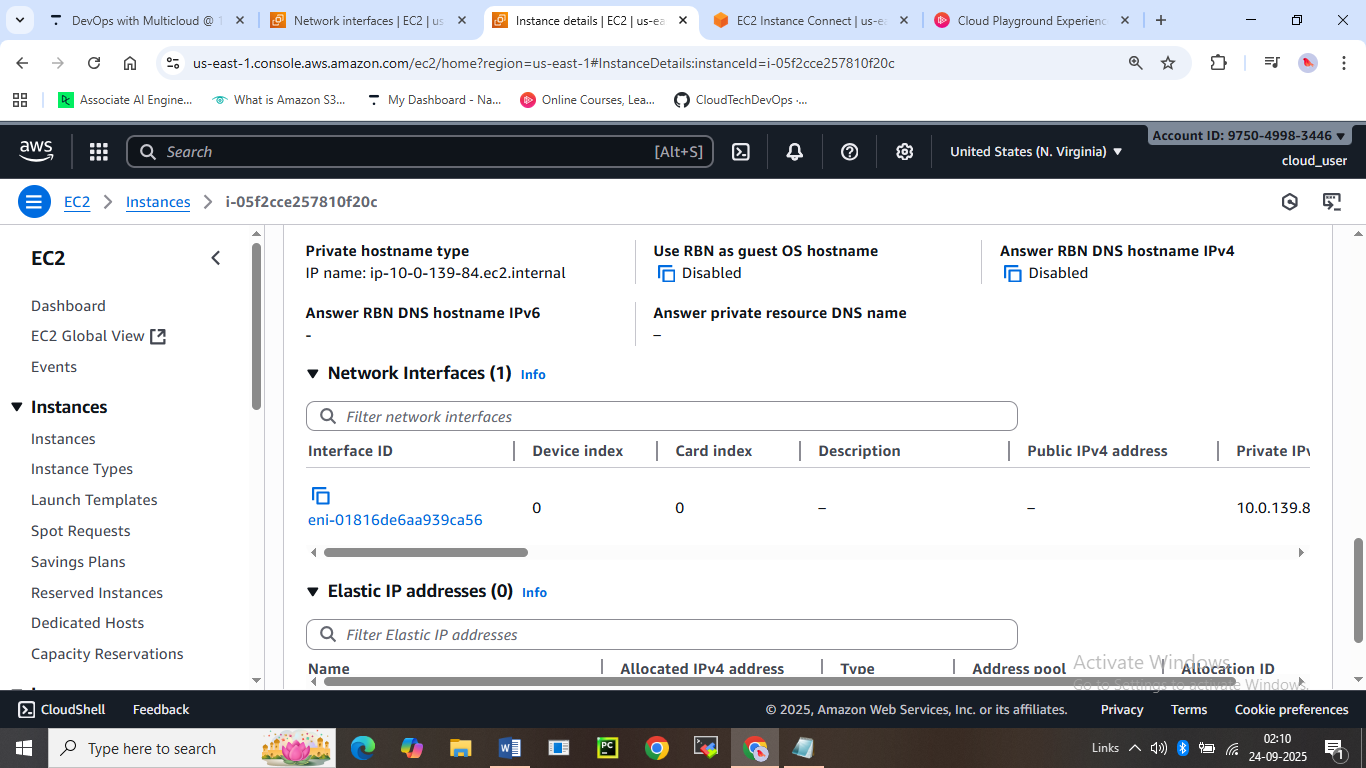 DevOps with Multicloud @ 1
Network interfaces | EC2 | us-
Instance details | EC2 | us-ea
EC2 Instance Connect | us-e
Cloud Playground Experienc
us-east-1.console.aws.amazon.com/ec2/home?region=us-east-1#InstanceDetails:instanceId=i-05f2cce257810f20c
Associate AI Engine...
What is Amazon S3...
My Dashboard - Na...
Online Courses, Lea...
CloudTechDevOps ·...
aws
Search
[Alt+S]
United States (N. Virginia)
Account ID: 9750-4998-3446
cloud_user
EC2
Instances
i-05f2cce257810f20c
EC2
Dashboard
EC2 Global View
Events
Instances
Instances
Instance Types
Launch Templates
Spot Requests
Savings Plans
Reserved Instances
Dedicated Hosts
Capacity Reservations
Private hostname type
IP name: ip-10-0-139-84.ec2.internal
Use RBN as guest OS hostname
Disabled
Answer RBN DNS hostname IPv4
Disabled
Answer RBN DNS hostname IPv6
-
Answer private resource DNS name
–
Network Interfaces (1) Info
Filter network interfaces
Interface ID Device index Card index Description Public IPv4 address Private IPv
eni-01816de6aa939ca56 0 0 – – 10.0.139.8
Elastic IP addresses (0) Info
Filter Elastic IP addresses
Name Allocated IPv4 address Type Address pool Allocation ID
Activate Windows
Go to Settings to activate Windows.
CloudShell
Feedback
© 2025, Amazon Web Services, Inc. or its affiliates.
Privacy
Terms
Cookie preferences
Type here to search
Links
02:10
24-09-2025
1